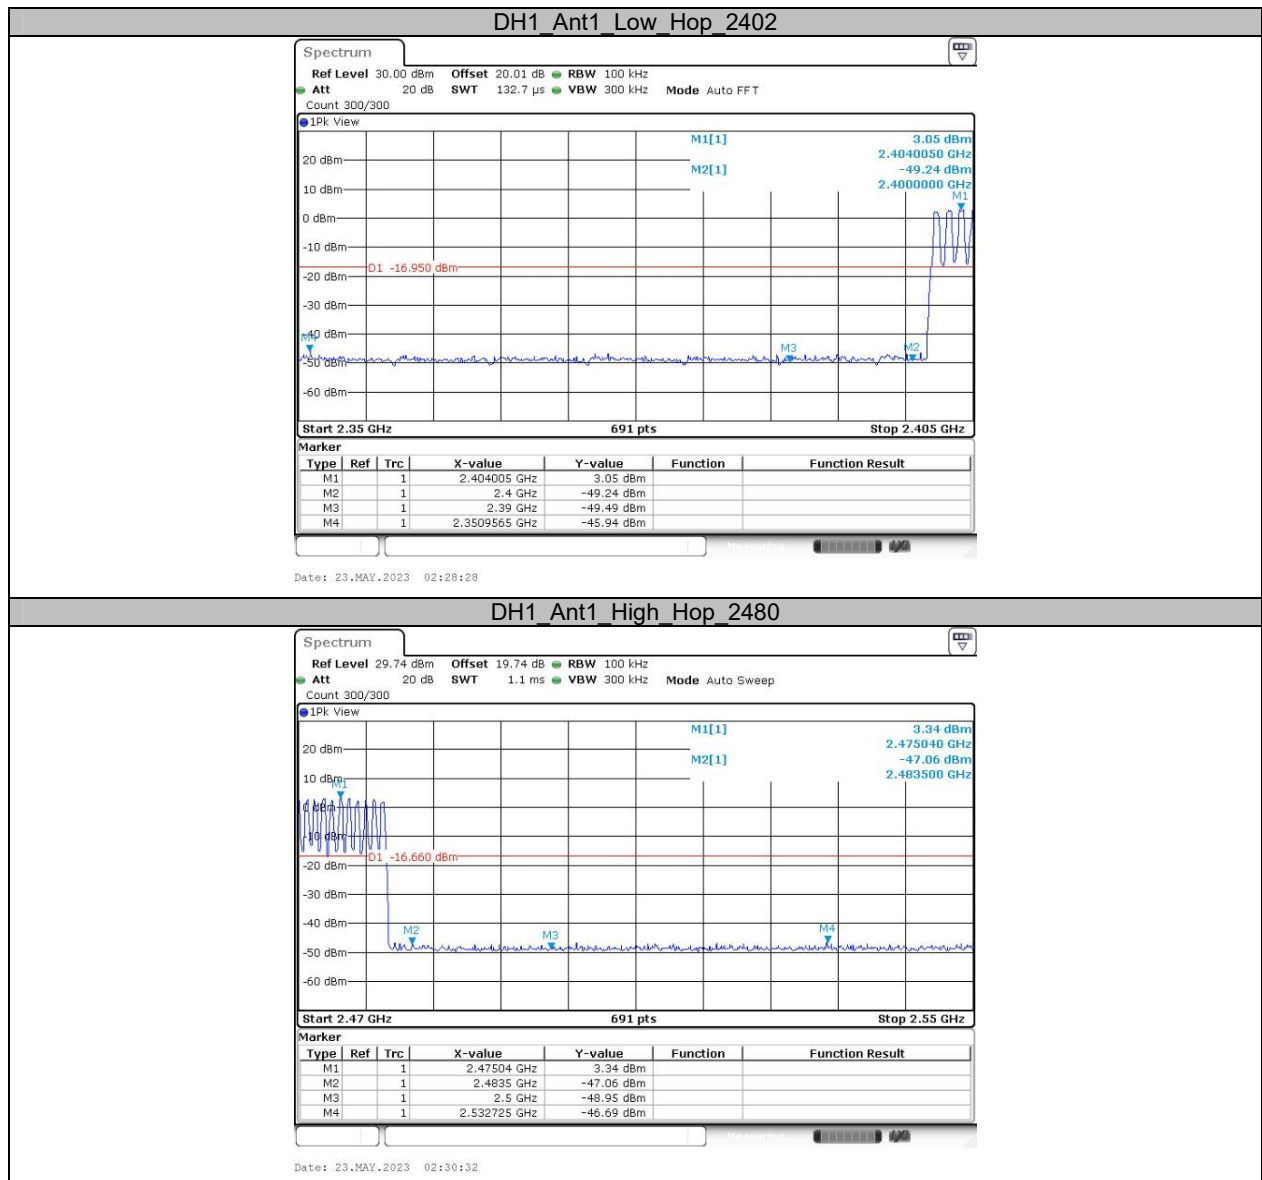 DH1_Ant1_Low_Hop_2402
Spectrum
Ref Level 30.00 dBm Offset 20.01 dB RBW 100 kHz
Att 20 dB SWT 132.7 µs VBW 300 kHz Mode Auto FFT
Count 300/300
1Pk View
M1[1] 3.05 dBm
2.4040050 GHz
20 dBm
M2[1] -49.24 dBm
2.4000000 GHz
10 dBm
M1
0 dBm
-10 dBm
D1 -16.950 dBm
-20 dBm
-30 dBm
-40 dBm
M4 M3 M2
-50 dBm
-60 dBm
Start 2.35 GHz 691 pts Stop 2.405 GHz
Marker
Type Ref Trc X-value Y-value Function Function Result
M1 1 2.404005 GHz 3.05 dBm
M2 1 2.4 GHz -49.24 dBm
M3 1 2.39 GHz -49.49 dBm
M4 1 2.3509565 GHz -45.94 dBm
Measuring...
Date: 23.MAY.2023 02:28:28
DH1_Ant1_High_Hop_2480
Spectrum
Ref Level 29.74 dBm Offset 19.74 dB RBW 100 kHz
Att 20 dB SWT 1.1 ms VBW 300 kHz Mode Auto Sweep
Count 300/300
1Pk View
M1[1] 3.34 dBm
2.475040 GHz
20 dBm
M2[1] -47.06 dBm
2.483500 GHz
10 dBm
M1
0 dBm
-10 dBm
D1 -16.660 dBm
-20 dBm
-30 dBm
-40 dBm
M2 M3 M4
-50 dBm
-60 dBm
Start 2.47 GHz 691 pts Stop 2.55 GHz
Marker
Type Ref Trc X-value Y-value Function Function Result
M1 1 2.47504 GHz 3.34 dBm
M2 1 2.4835 GHz -47.06 dBm
M3 1 2.5 GHz -48.95 dBm
M4 1 2.532725 GHz -46.69 dBm
Measuring...
Date: 23.MAY.2023 02:30:32